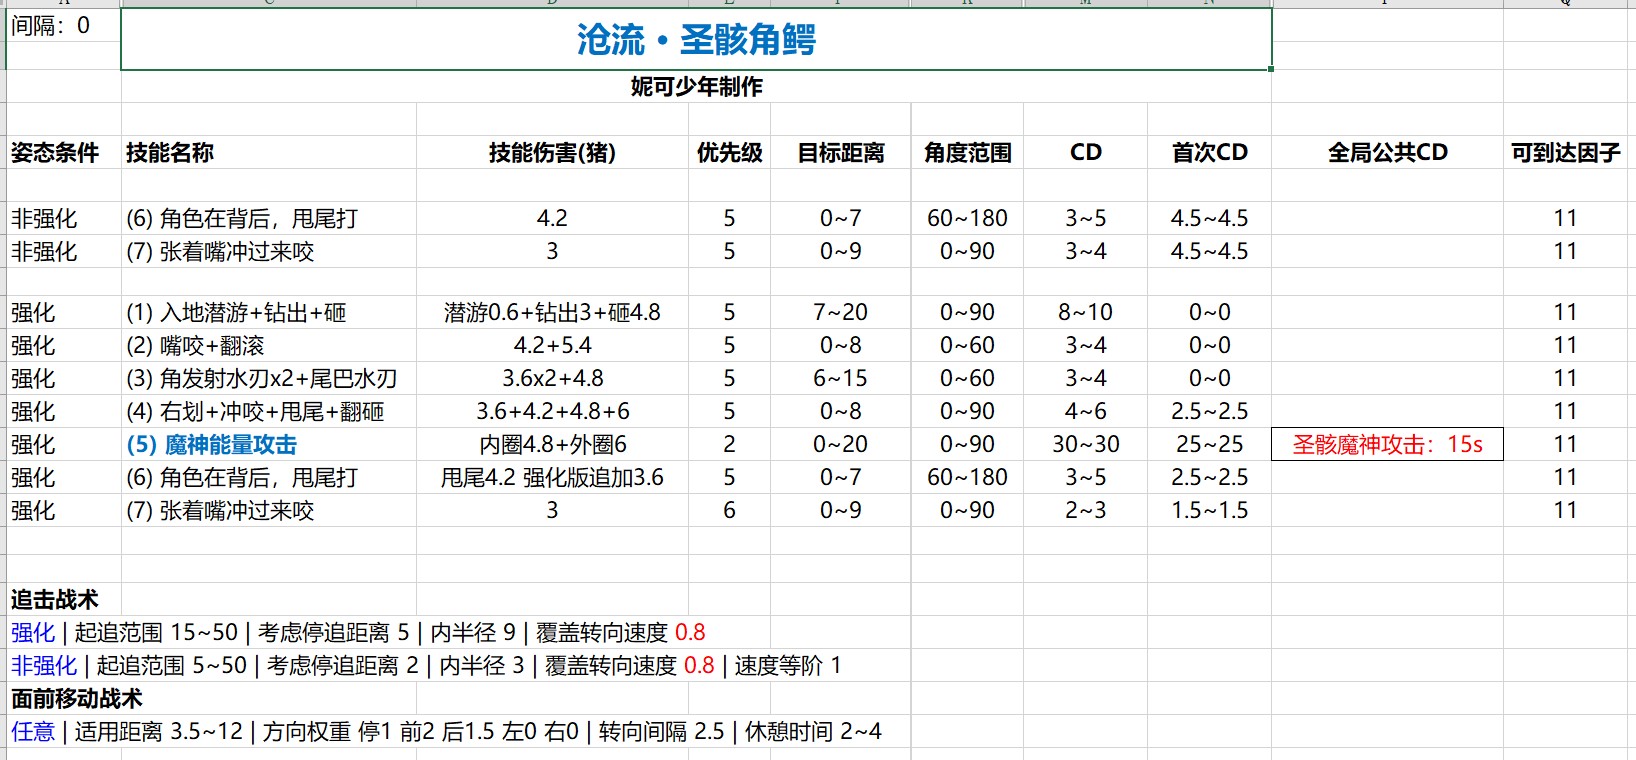 间隔：0
沧流·圣骸角鳄
妮可少年制作
姿态条件 技能名称 技能伤害(猪) 优先级 目标距离 角度范围 CD 首次CD 全局公共CD 可到达因子
非强化 (6) 角色在背后，甩尾打 4.2 5 0~7 60~180 3~5 4.5~4.5 11
非强化 (7) 张着嘴冲过来咬 3 5 0~9 0~90 3~4 4.5~4.5 11
强化 (1) 入地潜游+钻出+砸 潜游0.6+钻出3+砸4.8 5 7~20 0~90 8~10 0~0 11
强化 (2) 嘴咬+翻滚 4.2+5.4 5 0~8 0~60 3~4 0~0 11
强化 (3) 角发射水刃x2+尾巴水刃 3.6x2+4.8 5 6~15 0~60 3~4 0~0 11
强化 (4) 右划+冲咬+甩尾+翻砸 3.6+4.2+4.8+6 5 0~8 0~90 4~6 2.5~2.5 11
强化 (5) 魔神能量攻击 内圈4.8+外圈6 2 0~20 0~90 30~30 25~25 圣骸魔神攻击：15s 11
强化 (6) 角色在背后，甩尾打 甩尾4.2 强化版追加3.6 5 0~7 60~180 3~5 2.5~2.5 11
强化 (7) 张着嘴冲过来咬 3 6 0~9 0~90 2~3 1.5~1.5 11
追击战术
强化 | 起追范围 15~50 | 考虑停追距离 5 | 内半径 9 | 覆盖转向速度 0.8
非强化 | 起追范围 5~50 | 考虑停追距离 2 | 内半径 3 | 覆盖转向速度 0.8 | 速度等阶 1
面前移动战术
任意 | 适用距离 3.5~12 | 方向权重 停1 前2 后1.5 左0 右0 | 转向间隔 2.5 | 休憩时间 2~4